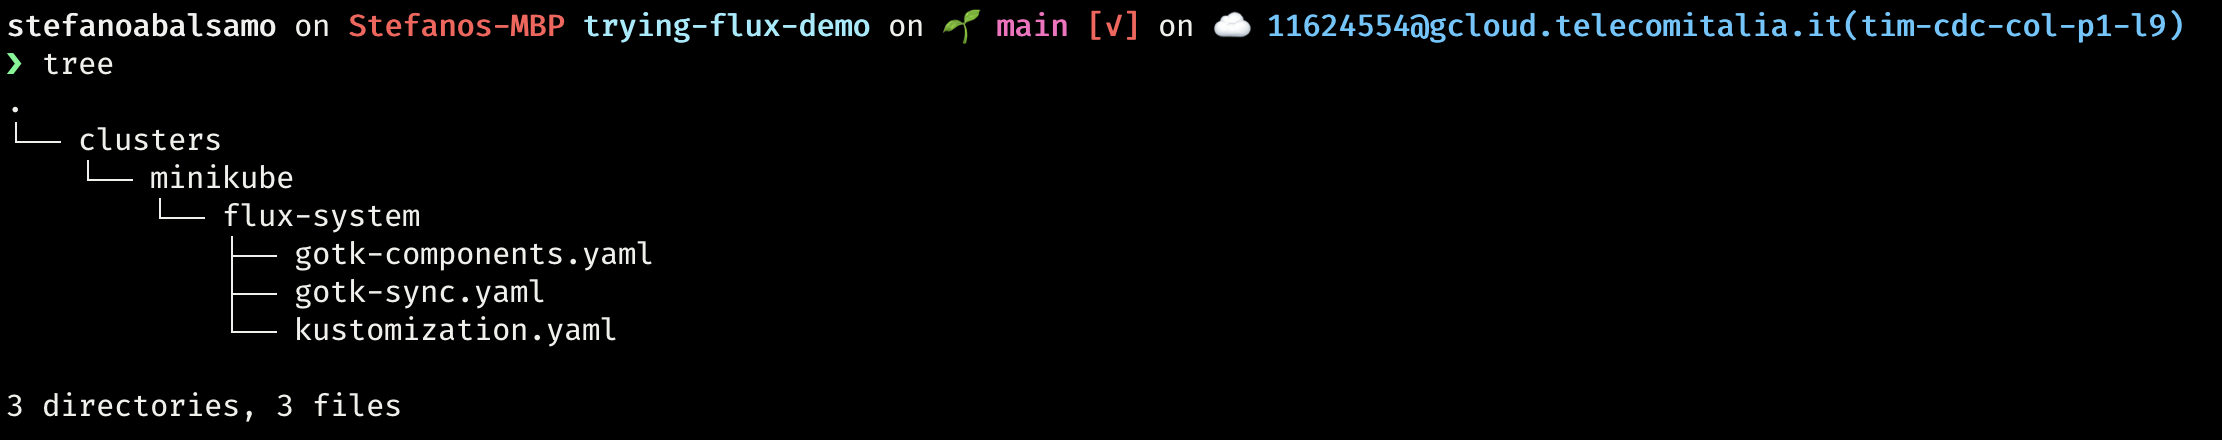 stefanoabalsamo on Stefanos-MBP trying-flux-demo on 🌱 main [√] on ☁️ 11624554@gcloud.telecomitalia.it(tim-cdc-col-p1-l9)
❯ tree
.
└── clusters
    └── minikube
        └── flux-system
            ├── gotk-components.yaml
            ├── gotk-sync.yaml
            └── kustomization.yaml
3 directories, 3 files